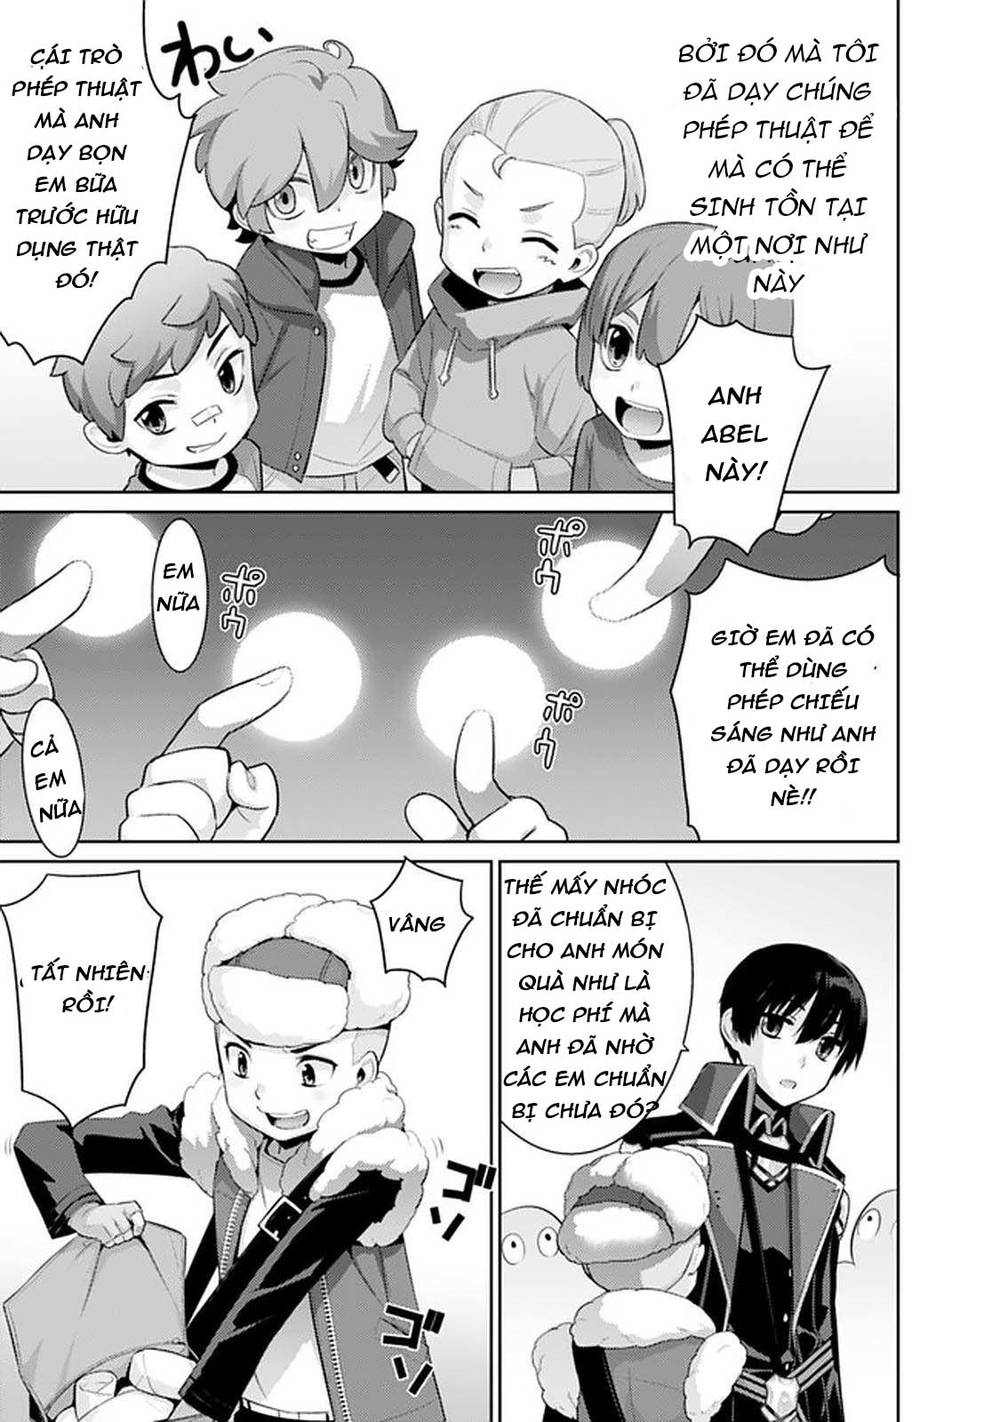 BỞI ĐÓ MÀ TÔI
ĐÃ DẠY CHÚNG
PHÉP THUẬT ĐỂ
MÀ CÓ THỂ
SINH TỒN TẠI
MỘT NƠI NHƯ
NÀY
わぃい
CÁI TRÒ
PHÉP THUẬT
MÀ ANH
DẠY BỌN
EM BỮA
TRƯỚC HỮU
DỤNG THẬT
ĐÓ!
ANH
ABEL
NÀY!
GIỜ EM ĐÃ CÓ
THỂ DÙNG
PHÉP CHIẾU
SÁNG NHƯ ANH
ĐÃ DẠY RỒI
NÈ!!
ポウ
ポウ
ポウ
EM
NỮA
CẢ
EM
NỮA
THẾ MẤY NHÓC
ĐÃ CHUẨN BỊ
CHO ANH MÓN
QUÀ NHƯ LÀ
HỌC PHÍ MÀ
ANH ĐÃ NHỜ
CÁC EM CHUẨN
BỊ CHƯA ĐÓ?
VÂNG
TẤT NHIÊN
RỒI!
ゴソ
ゴソ